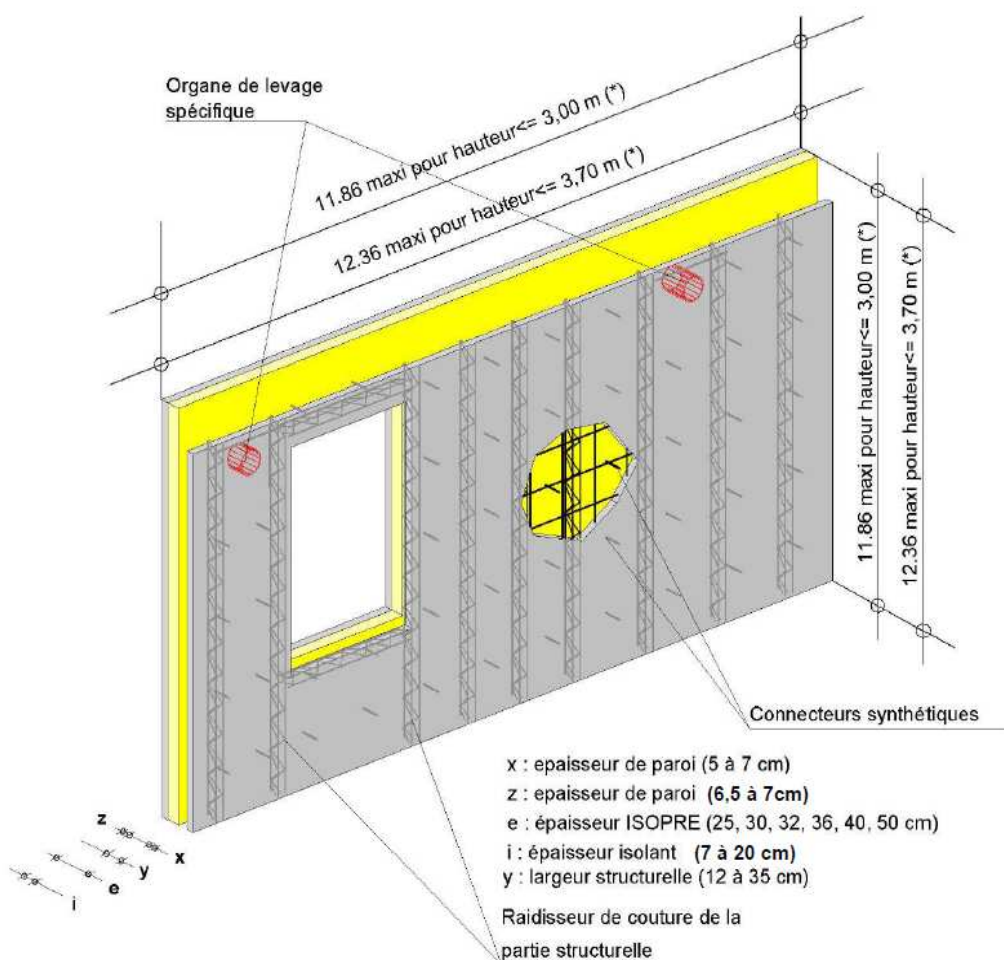 Organe de levage
spécifique
11.86 maxi pour hauteur<= 3,00 m (*)
12.36 maxi pour hauteur<= 3,70 m (*)
11.86 maxi pour hauteur<= 3,00 m (*)
12.36 maxi pour hauteur<= 3,70 m (*)
Connecteurs synthétiques
x : epaisseur de paroi (5 à 7 cm)
z : epaisseur de paroi (6,5 à 7cm)
e : épaisseur ISOPRE (25, 30, 32, 36, 40, 50 cm)
i : épaisseur isolant (7 à 20 cm)
y : largeur structurelle (12 à 35 cm)
Raidisseur de couture de la
partie structurelle
z
x
y
e
i